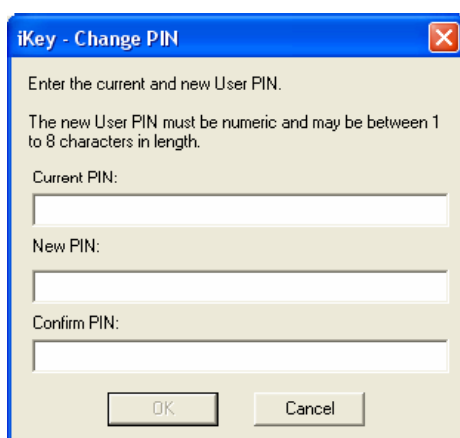 iKey - Change PIN
Enter the current and new User PIN.
The new User PIN must be numeric and may be between 1
to 8 characters in length.
Current PIN:
New PIN:
Confirm PIN:
OK
Cancel